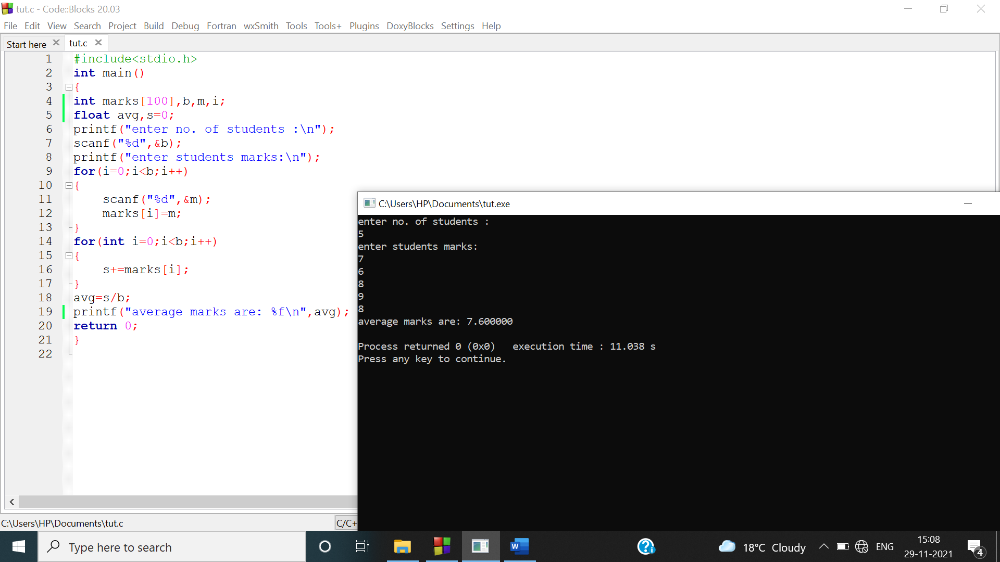 tut.c - Code::Blocks 20.03
File Edit View Search Project Build Debug Fortran wxSmith Tools Tools+ Plugins DoxyBlocks Settings Help
Start here tut.c
1 #include<stdio.h>
2 int main()
3 {
4 int marks[100],b,m,i;
5 float avg,s=0;
6 printf("enter no. of students :\n");
7 scanf("%d",&b);
8 printf("enter students marks:\n");
9 for(i=0;i<b;i++)
10 {
11 scanf("%d",&m);
12 marks[i]=m;
13 }
14 for(int i=0;i<b;i++)
15 {
16 s+=marks[i];
17 }
18 avg=s/b;
19 printf("average marks are: %f\n",avg);
20 return 0;
21 }
22
C:\Users\HP\Documents\tut.exe
enter no. of students :
5
enter students marks:
7
6
8
9
8
average marks are: 7.600000
Process returned 0 (0x0)   execution time : 11.038 s
Press any key to continue.
C:\Users\HP\Documents\tut.c
C/C+
Type here to search
W
18°C Cloudy
ENG
15:08
29-11-2021
4